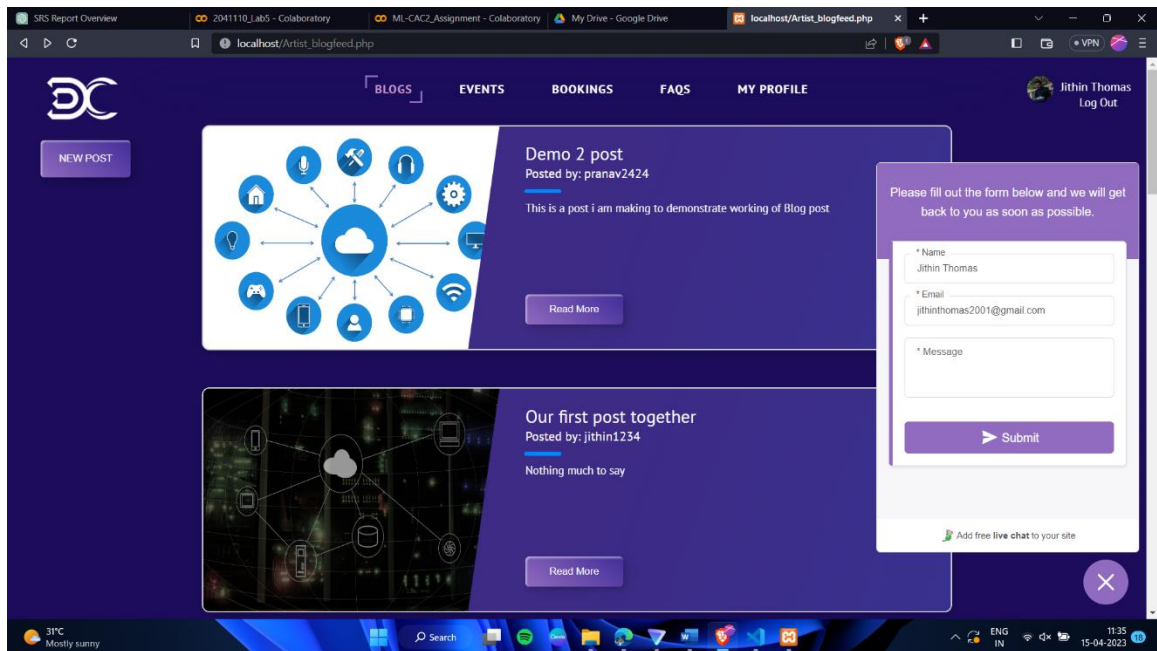 SRS Report Overview
2041110_Lab5 - Colaboratory
ML-CAC2_Assignment - Colaboratory
My Drive - Google Drive
localhost/Artist_blogfeed.php
localhost/Artist_blogfeed.php
VPN
BLOGS
EVENTS
BOOKINGS
FAQS
MY PROFILE
Jithin Thomas
Log Out
NEW POST
Demo 2 post
Posted by: pranav2424
This is a post i am making to demonstrate working of Blog post
Read More
Our first post together
Posted by: jithin1234
Nothing much to say
Read More
Please fill out the form below and we will get
back to you as soon as possible.
* Name
Jithin Thomas
* Email
jithinthomas2001@gmail.com
* Message
Submit
Add free live chat to your site
31°C
Mostly sunny
Search
ENG
IN
11:35
15-04-2023
18